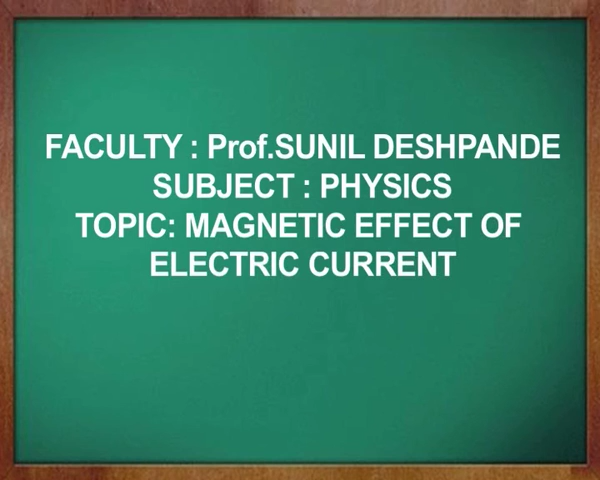 FACULTY : Prof.SUNIL DESHPANDE
SUBJECT : PHYSICS
TOPIC: MAGNETIC EFFECT OF
ELECTRIC CURRENT